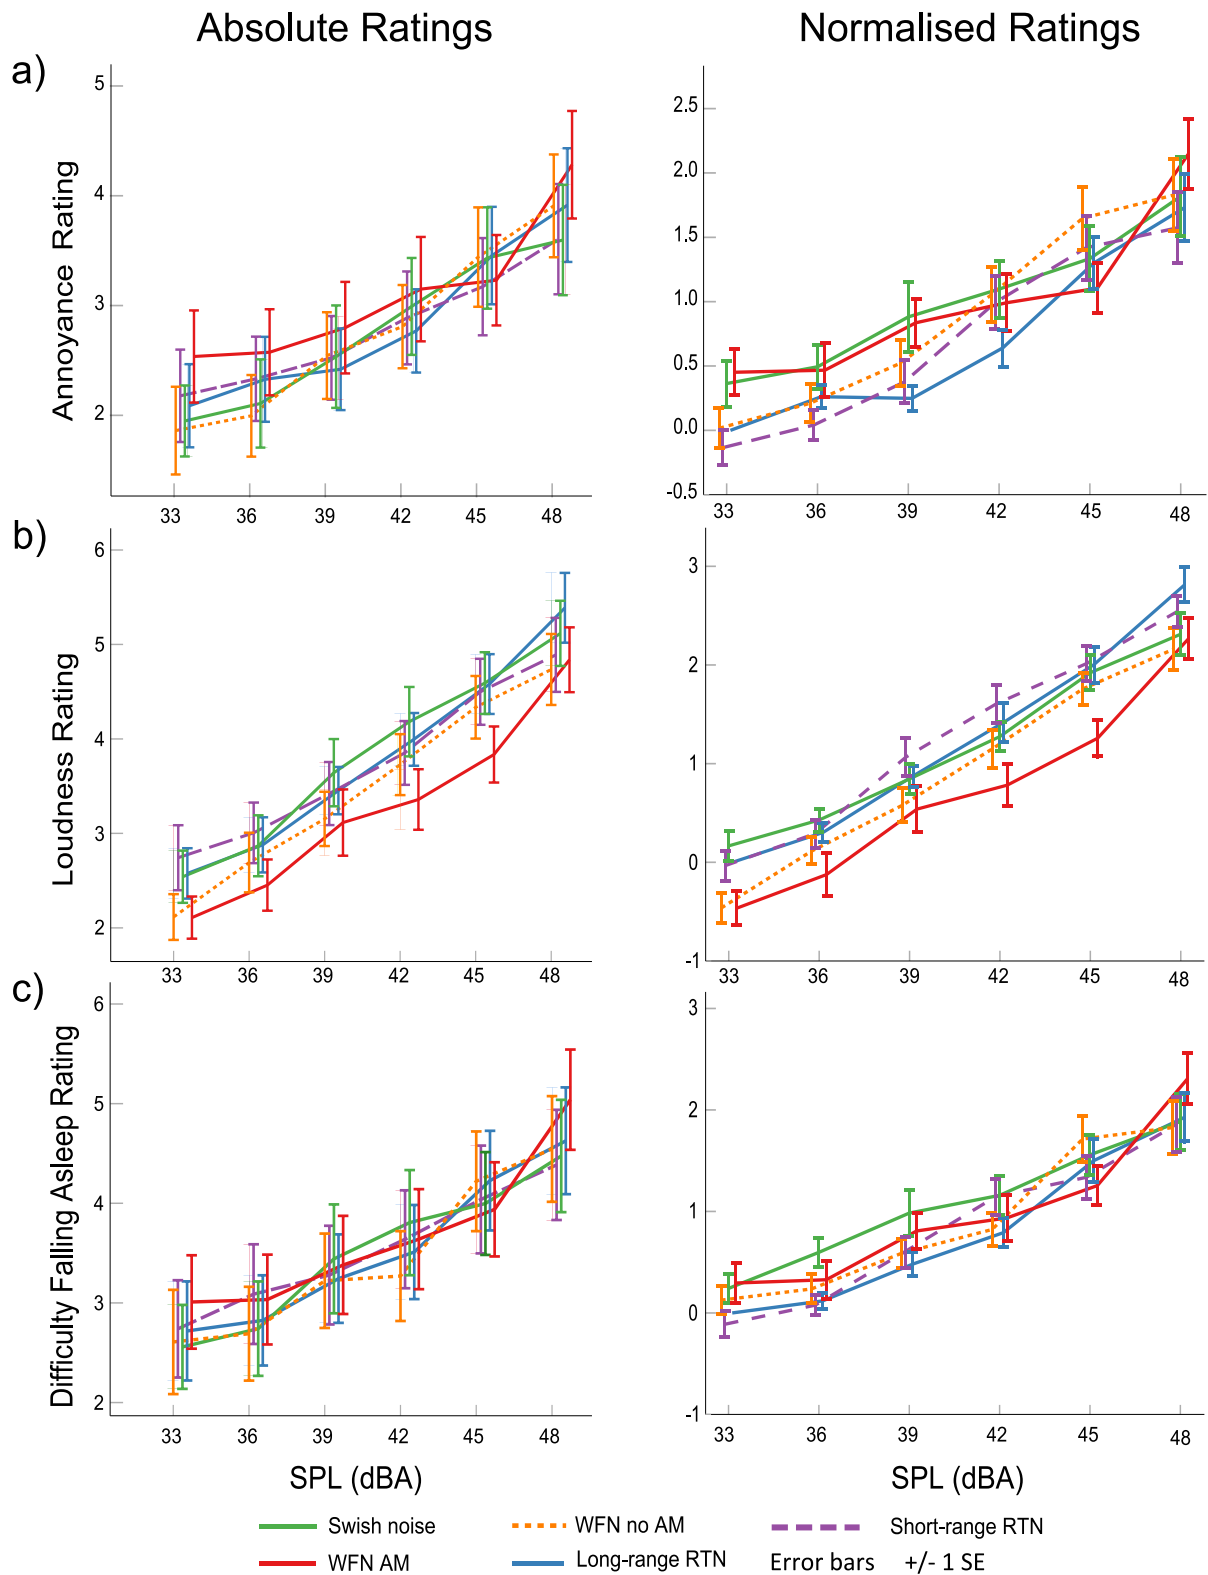 Absolute Ratings Normalised Ratings
a)
Annoyance Rating
5
4
3
2
33 36 39 42 45 48
2.5
2.0
1.5
1.0
0.5
0.0
-0.5
33 36 39 42 45 48
b)
Loudness Rating
6
5
4
3
2
33 36 39 42 45 48
3
2
1
0
-1
33 36 39 42 45 48
c)
Difficulty Falling Asleep Rating
6
5
4
3
2
33 36 39 42 45 48
SPL (dBA)
3
2
1
0
-1
33 36 39 42 45 48
SPL (dBA)
Swish noise WFN no AM Short-range RTN
WFN AM Long-range RTN Error bars +/- 1 SE